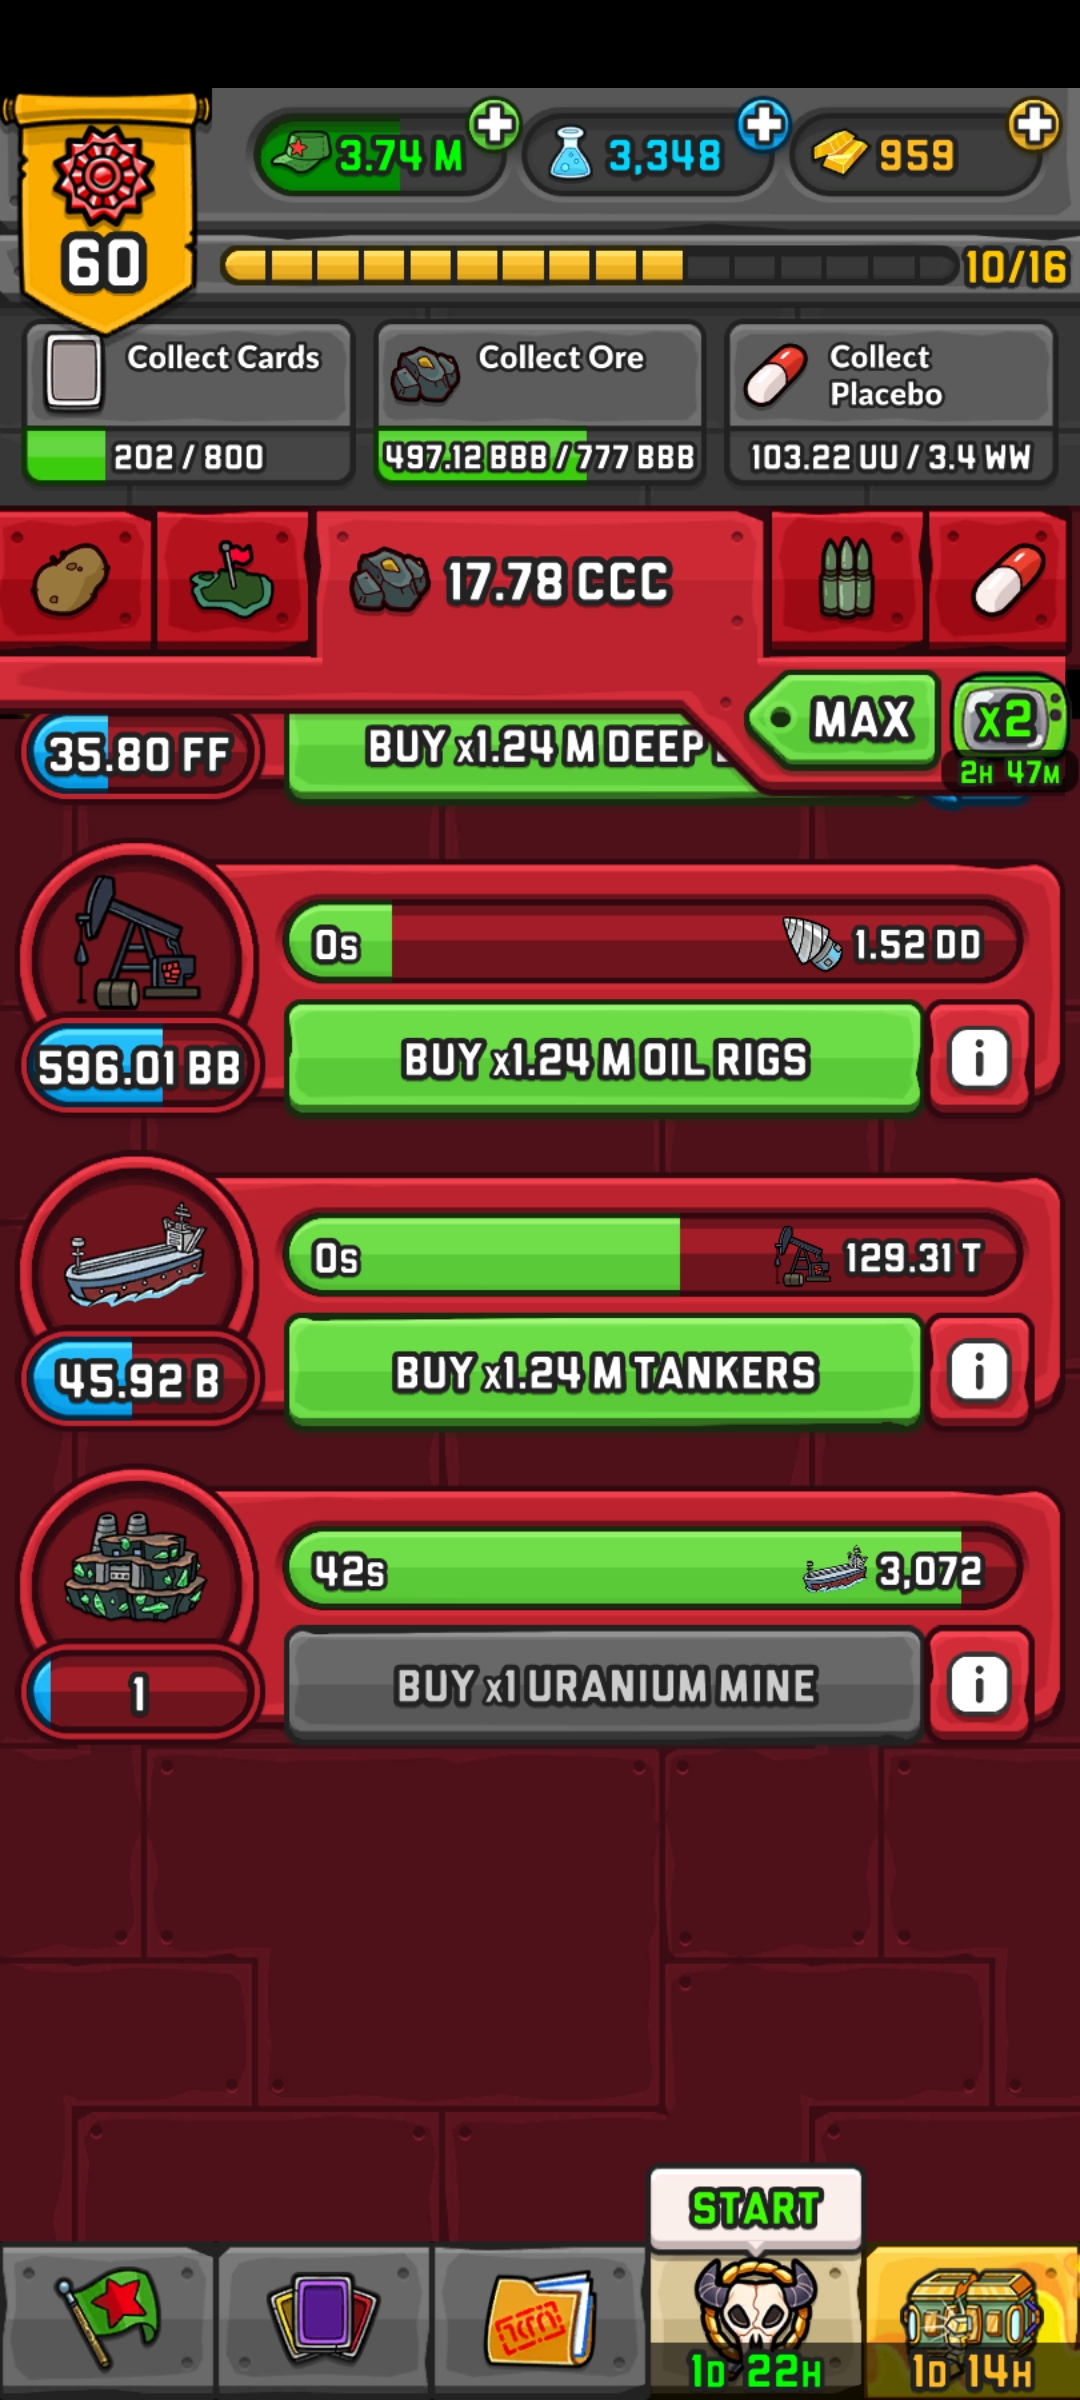 60
3.74 M
3,348
959
10/16
Collect Cards
202 / 800
Collect Ore
497.12 BBB / 777 BBB
Collect
Placebo
103.22 UU / 3.4 WW
17.78 CCC
MAX
x2
2H 47M
35.80 FF
BUY x1.24 M DEEP
0s
1.52 DD
596.01 BB
BUY x1.24 M OIL RIGS
i
0s
129.31 T
45.92 B
BUY x1.24 M TANKERS
i
42s
3,072
1
BUY x1 URANIUM MINE
i
START
1D 22H
1D 14H